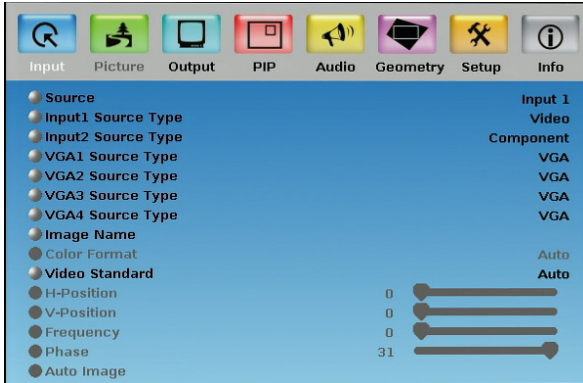 Input Picture Output PIP Audio Geometry Setup Info
Source Input 1
Input1 Source Type Video
Input2 Source Type Component
VGA1 Source Type VGA
VGA2 Source Type VGA
VGA3 Source Type VGA
VGA4 Source Type VGA
Image Name
Color Format Auto
Video Standard Auto
H-Position 0
V-Position 0
Frequency 0
Phase 31
Auto Image